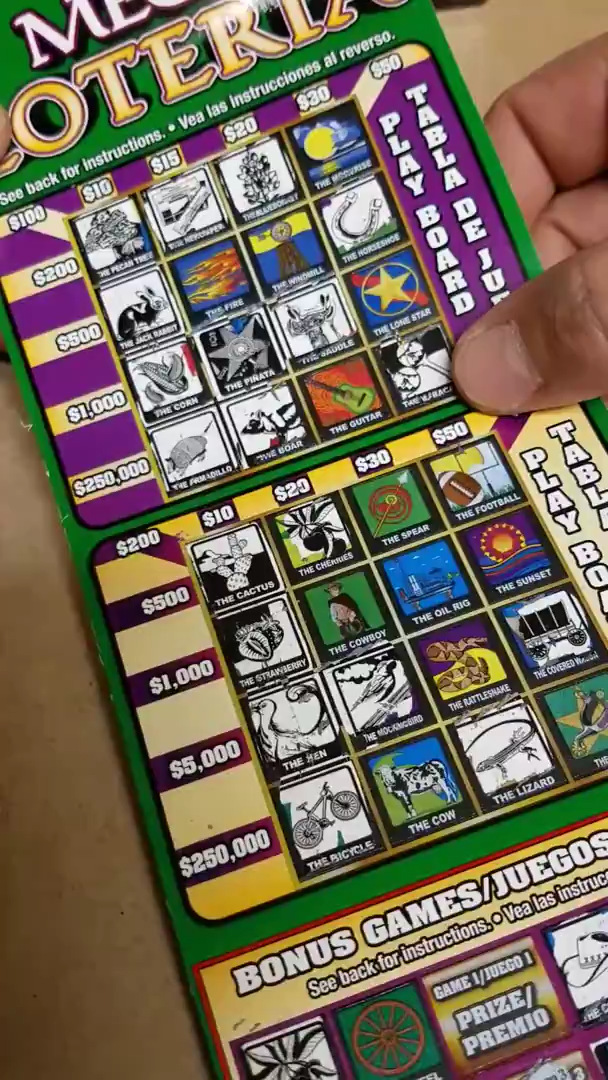 See back for instructions. • Vea las instrucciones al reverso.
$100 $10 $15 $20 $30 $50
$200
$500
$1,000
$250,000
THE PECAN TREE THE NEWSPAPER THE BLUEBONNET THE MOONRISE
THE JACK RABBIT THE FIRE THE WINDMILL THE HORSESHOE
THE CORN THE PIÑATA THE SADDLE THE LONE STAR
THE ARMADILLO THE BOAR THE GUITAR
TABLA DE
PLAY BOARD
$200 $10 $20 $30 $50
$500
$1,000
$5,000
$250,000
THE CACTUS THE CHERRIES THE SPEAR THE FOOTBALL
THE STRAWBERRY THE COWBOY THE OIL RIG THE SUNSET
THE HEN THE MOCKINGBIRD THE RATTLESNAKE THE COVERED WAGON
THE BICYCLE THE COW THE LIZARD THE
PLAY
BONUS GAMES/JUEGOS
See back for instructions. • Vea las
GAME 1/JUEGO 1
PRIZE/
PREMIO